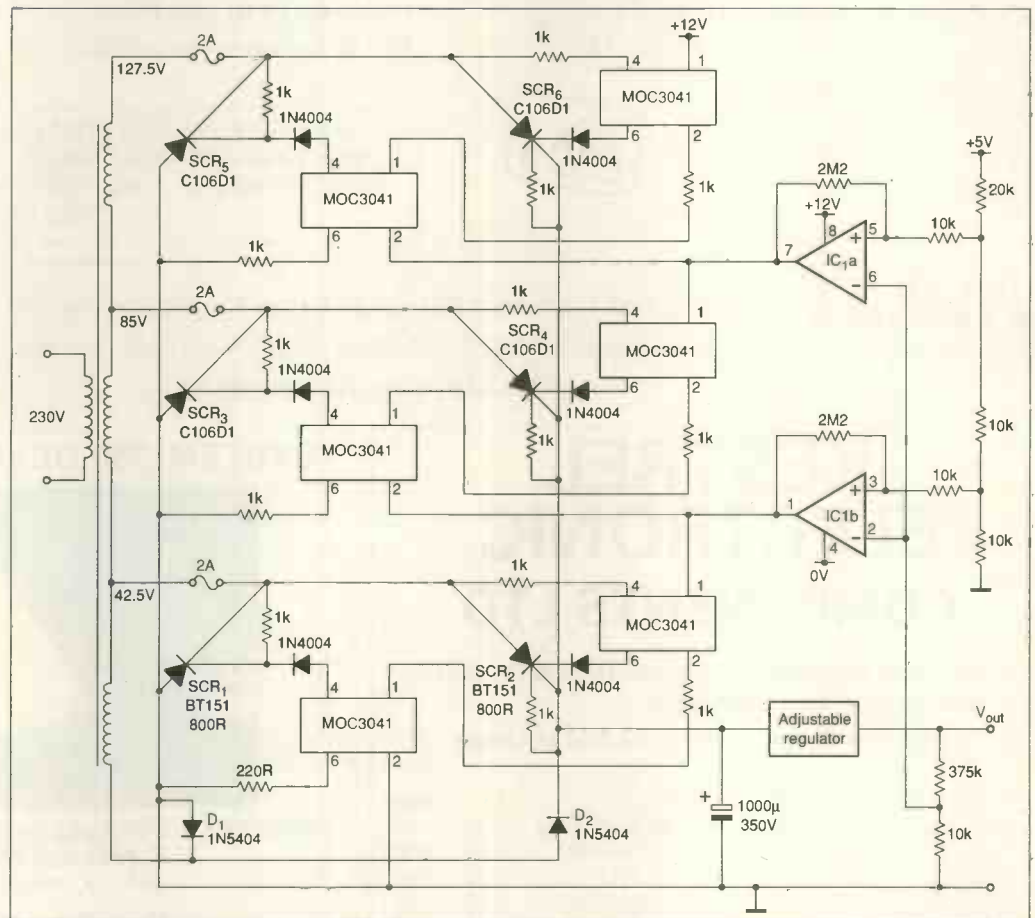 2A
127.5V
1k
1N4004
SCR5
C106D1
4
1
MOC3041
6
2
1k
1k
SCR6
C106D1
1k
1N4004
+12V
4
1
MOC3041
6
2
1k
2M2
+12V
8
5
+
7
IC1a
6
−
4
10k
+5V
20k
2A
85V
1k
1N4004
SCR3
C106D1
4
1
MOC3041
6
2
1k
1k
SCR4
C106D1
1k
1N4004
4
1
MOC3041
6
2
1k
230V
2M2
3
+
1
IC1b
2
−
4
0V
10k
10k
10k
2A
42.5V
1k
1N4004
SCR1
BT151
800R
4
1
MOC3041
6
2
220R
1k
SCR2
BT151
800R
1k
1N4004
4
1
MOC3041
6
2
1k
D1
1N5404
D2
1N5404
+
1000µ
350V
Adjustable
regulator
Vout
375k
10k